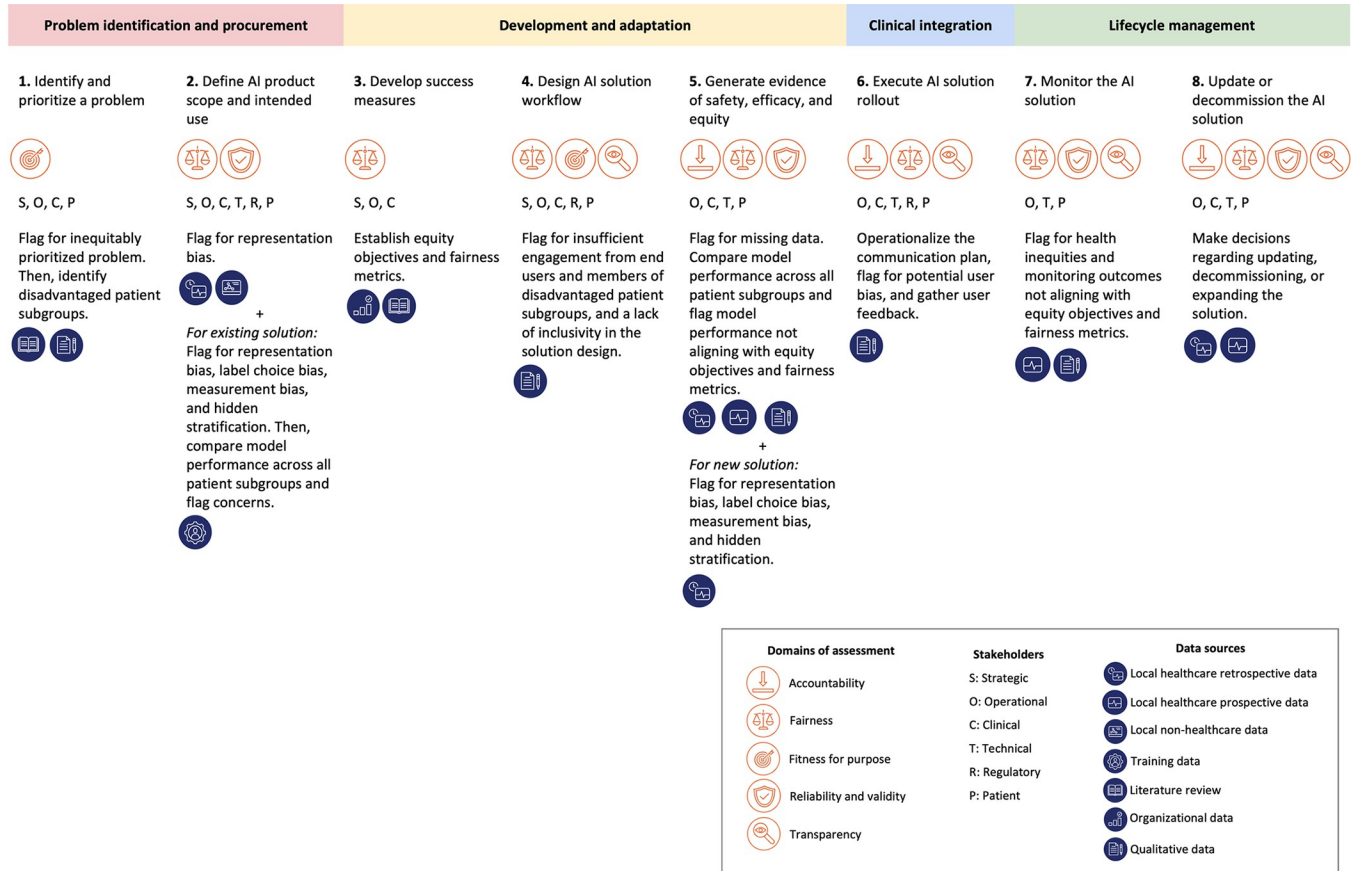 Problem identification and procurement
Development and adaptation
Clinical integration
Lifecycle management
1. Identify and
prioritize a problem
S, O, C, P
Flag for inequitably
prioritized problem.
Then, identify
disadvantaged patient
subgroups.
2. Define AI product
scope and intended
use
S, O, C, T, R, P
Flag for representation
bias.
+
For existing solution:
Flag for representation
bias, label choice bias,
measurement bias,
and hidden
stratification. Then,
compare model
performance across all
patient subgroups and
flag concerns.
3. Develop success
measures
S, O, C
Establish equity
objectives and fairness
metrics.
4. Design AI solution
workflow
S, O, C, R, P
Flag for insufficient
engagement from end
users and members of
disadvantaged patient
subgroups, and a lack
of inclusivity in the
solution design.
5. Generate evidence
of safety, efficacy, and
equity
O, C, T, P
Flag for missing data.
Compare model
performance across all
patient subgroups and
flag model
performance not
aligning with equity
objectives and fairness
metrics.
+
For new solution:
Flag for representation
bias, label choice bias,
measurement bias,
and hidden
stratification.
6. Execute AI solution
rollout
O, C, T, R, P
Operationalize the
communication plan,
flag for potential user
bias, and gather user
feedback.
7. Monitor the AI
solution
O, T, P
Flag for health
inequities and
monitoring outcomes
not aligning with
equity objectives and
fairness metrics.
8. Update or
decommission the AI
solution
O, C, T, P
Make decisions
regarding updating,
decommissioning, or
expanding the
solution.
Domains of assessment
Accountability
Fairness
Fitness for purpose
Reliability and validity
Transparency
Stakeholders
S: Strategic
O: Operational
C: Clinical
T: Technical
R: Regulatory
P: Patient
Data sources
Local healthcare retrospective data
Local healthcare prospective data
Local non-healthcare data
Training data
Literature review
Organizational data
Qualitative data